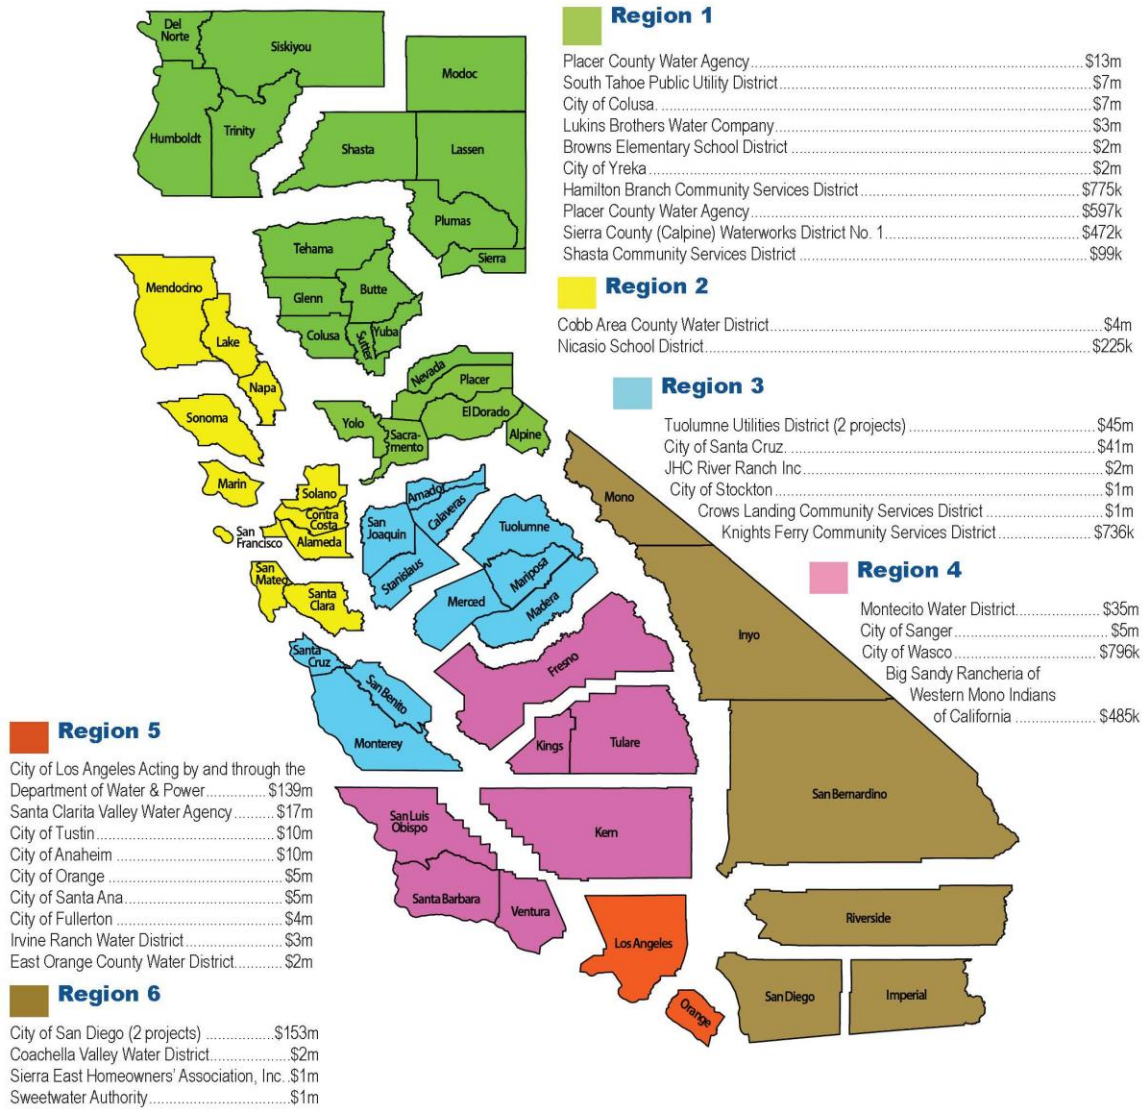 Region 1
Placer County Water Agency $13m
South Tahoe Public Utility District $7m
City of Colusa. $7m
Lukins Brothers Water Company $3m
Browns Elementary School District $2m
City of Yreka $2m
Hamilton Branch Community Services District $775k
Placer County Water Agency $597k
Sierra County (Calpine) Waterworks District No. 1 $472k
Shasta Community Services District $99k
Region 2
Cobb Area County Water District $4m
Nicasio School District $225k
Region 3
Tuolumne Utilities District (2 projects) $45m
City of Santa Cruz $41m
JHC River Ranch Inc $2m
City of Stockton $1m
Crows Landing Community Services District $1m
Knights Ferry Community Services District $736k
Region 4
Montecito Water District $35m
City of Sanger $5m
City of Wasco $796k
Big Sandy Rancheria of
Western Mono Indians
of California $485k
Region 5
City of Los Angeles Acting by and through the
Department of Water & Power $139m
Santa Clarita Valley Water Agency $17m
City of Tustin $10m
City of Anaheim $10m
City of Orange $5m
City of Santa Ana $5m
City of Fullerton $4m
Irvine Ranch Water District $3m
East Orange County Water District $2m
Region 6
City of San Diego (2 projects) $153m
Coachella Valley Water District $2m
Sierra East Homeowners' Association, Inc. $1m
Sweetwater Authority $1m
Del
Norte
Siskiyou
Modoc
Humboldt
Trinity
Shasta
Lassen
Plumas
Sierra
Tehama
Glenn
Butte
Colusa
Sutter
Yuba
Mendocino
Lake
Napa
Sonoma
Marin
Nevada
Placer
El Dorado
Yolo
Sacra-
mento
Alpine
Solano
Contra
Costa
Alameda
San
Francisco
San
Mateo
Santa
Clara
Amador
Calaveras
San
Joaquin
Stanislaus
Tuolumne
Mariposa
Merced
Madera
Santa
Cruz
San Benito
Monterey
Mono
Inyo
Fresno
Kings
Tulare
San Luis
Obispo
Kern
Santa Barbara
Ventura
San Bernardino
Los Angeles
Orange
Riverside
San Diego
Imperial